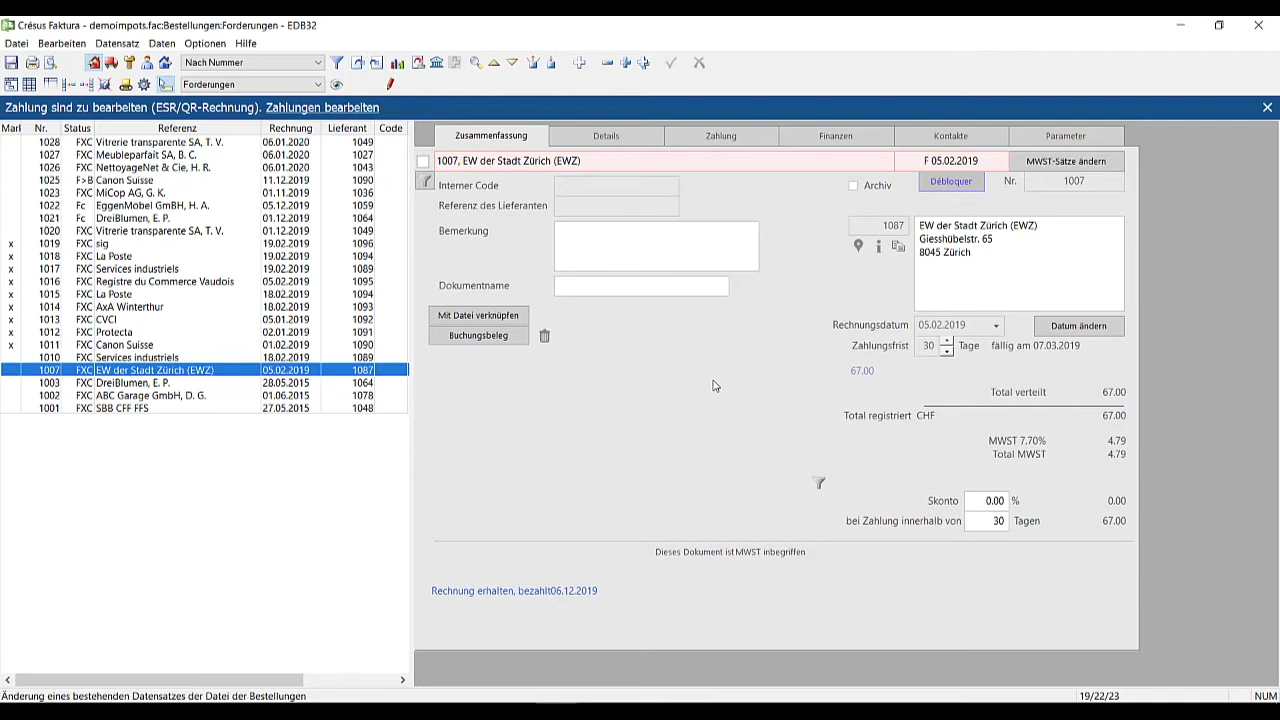 Crésus Faktura - demoimpots.fac:Bestellungen:Forderungen - EDB32
Datei Bearbeiten Datensatz Daten Optionen Hilfe
Nach Nummer
Forderungen
Zahlung sind zu bearbeiten (ESR/QR-Rechnung). Zahlungen bearbeiten
Mark Nr. Status Referenz Rechnung Lieferant Code
1028 FXC Vitrerie transparente SA, T. V. 06.01.2020 1049
1027 FXC Meubleparfait SA, B. C. 06.01.2020 1027
1026 FXC NettoyageNet & Cie, H. R. 06.01.2020 1043
1025 F>B Canon Suisse 11.12.2019 1090
1023 FXC MiCop AG, G. K. 01.11.2019 1036
1022 Fc EggenMöbel GmBH, H. A. 05.12.2019 1059
1021 Fc DreiBlumen, E. P. 01.12.2019 1064
1020 FXC Vitrerie transparente SA, T. V. 01.12.2019 1049
x 1019 FXC sig 19.02.2019 1096
x 1018 FXC La Poste 19.02.2019 1094
x 1017 FXC Services industriels 19.02.2019 1089
x 1016 FXC Registre du Commerce Vaudois 05.02.2019 1095
x 1015 FXC La Poste 18.02.2019 1094
x 1014 FXC AxA Winterthur 18.02.2019 1093
x 1013 FXC CVCI 05.01.2019 1092
x 1012 FXC Protecta 02.01.2019 1091
x 1011 FXC Canon Suisse 01.02.2019 1090
1010 FXC Services industriels 18.02.2019 1089
1007 FXC EW der Stadt Zürich (EWZ) 05.02.2019 1087
1003 FXC DreiBlumen, E. P. 28.05.2015 1064
1002 FXC ABC Garage GmbH, D. G. 01.06.2015 1078
1001 FXC SBB CFF FFS 27.05.2015 1048
Zusammenfassung Details Zahlung Finanzen Kontakte Parameter
1007, EW der Stadt Zürich (EWZ) F 05.02.2019 MWST-Sätze ändern
Interner Code Archiv Débloquer Nr. 1007
Referenz des Lieferanten
Bemerkung
1087 EW der Stadt Zürich (EWZ)
Giesshübelstr. 65
8045 Zürich
Dokumentname
Mit Datei verknüpfen
Buchungsbeleg
Rechnungsdatum 05.02.2019 Datum ändern
Zahlungsfrist 30 Tage fällig am 07.03.2019
67.00
Total verteilt 67.00
Total registriert CHF 67.00
MWST 7.70% 4.79
Total MWST 4.79
Skonto 0.00 % 0.00
bei Zahlung innerhalb von 30 Tagen 67.00
Dieses Dokument ist MWST inbegriffen
Rechnung erhalten, bezahlt06.12.2019
Änderung eines bestehenden Datensatzes der Datei der Bestellungen 19/22/23 NUM